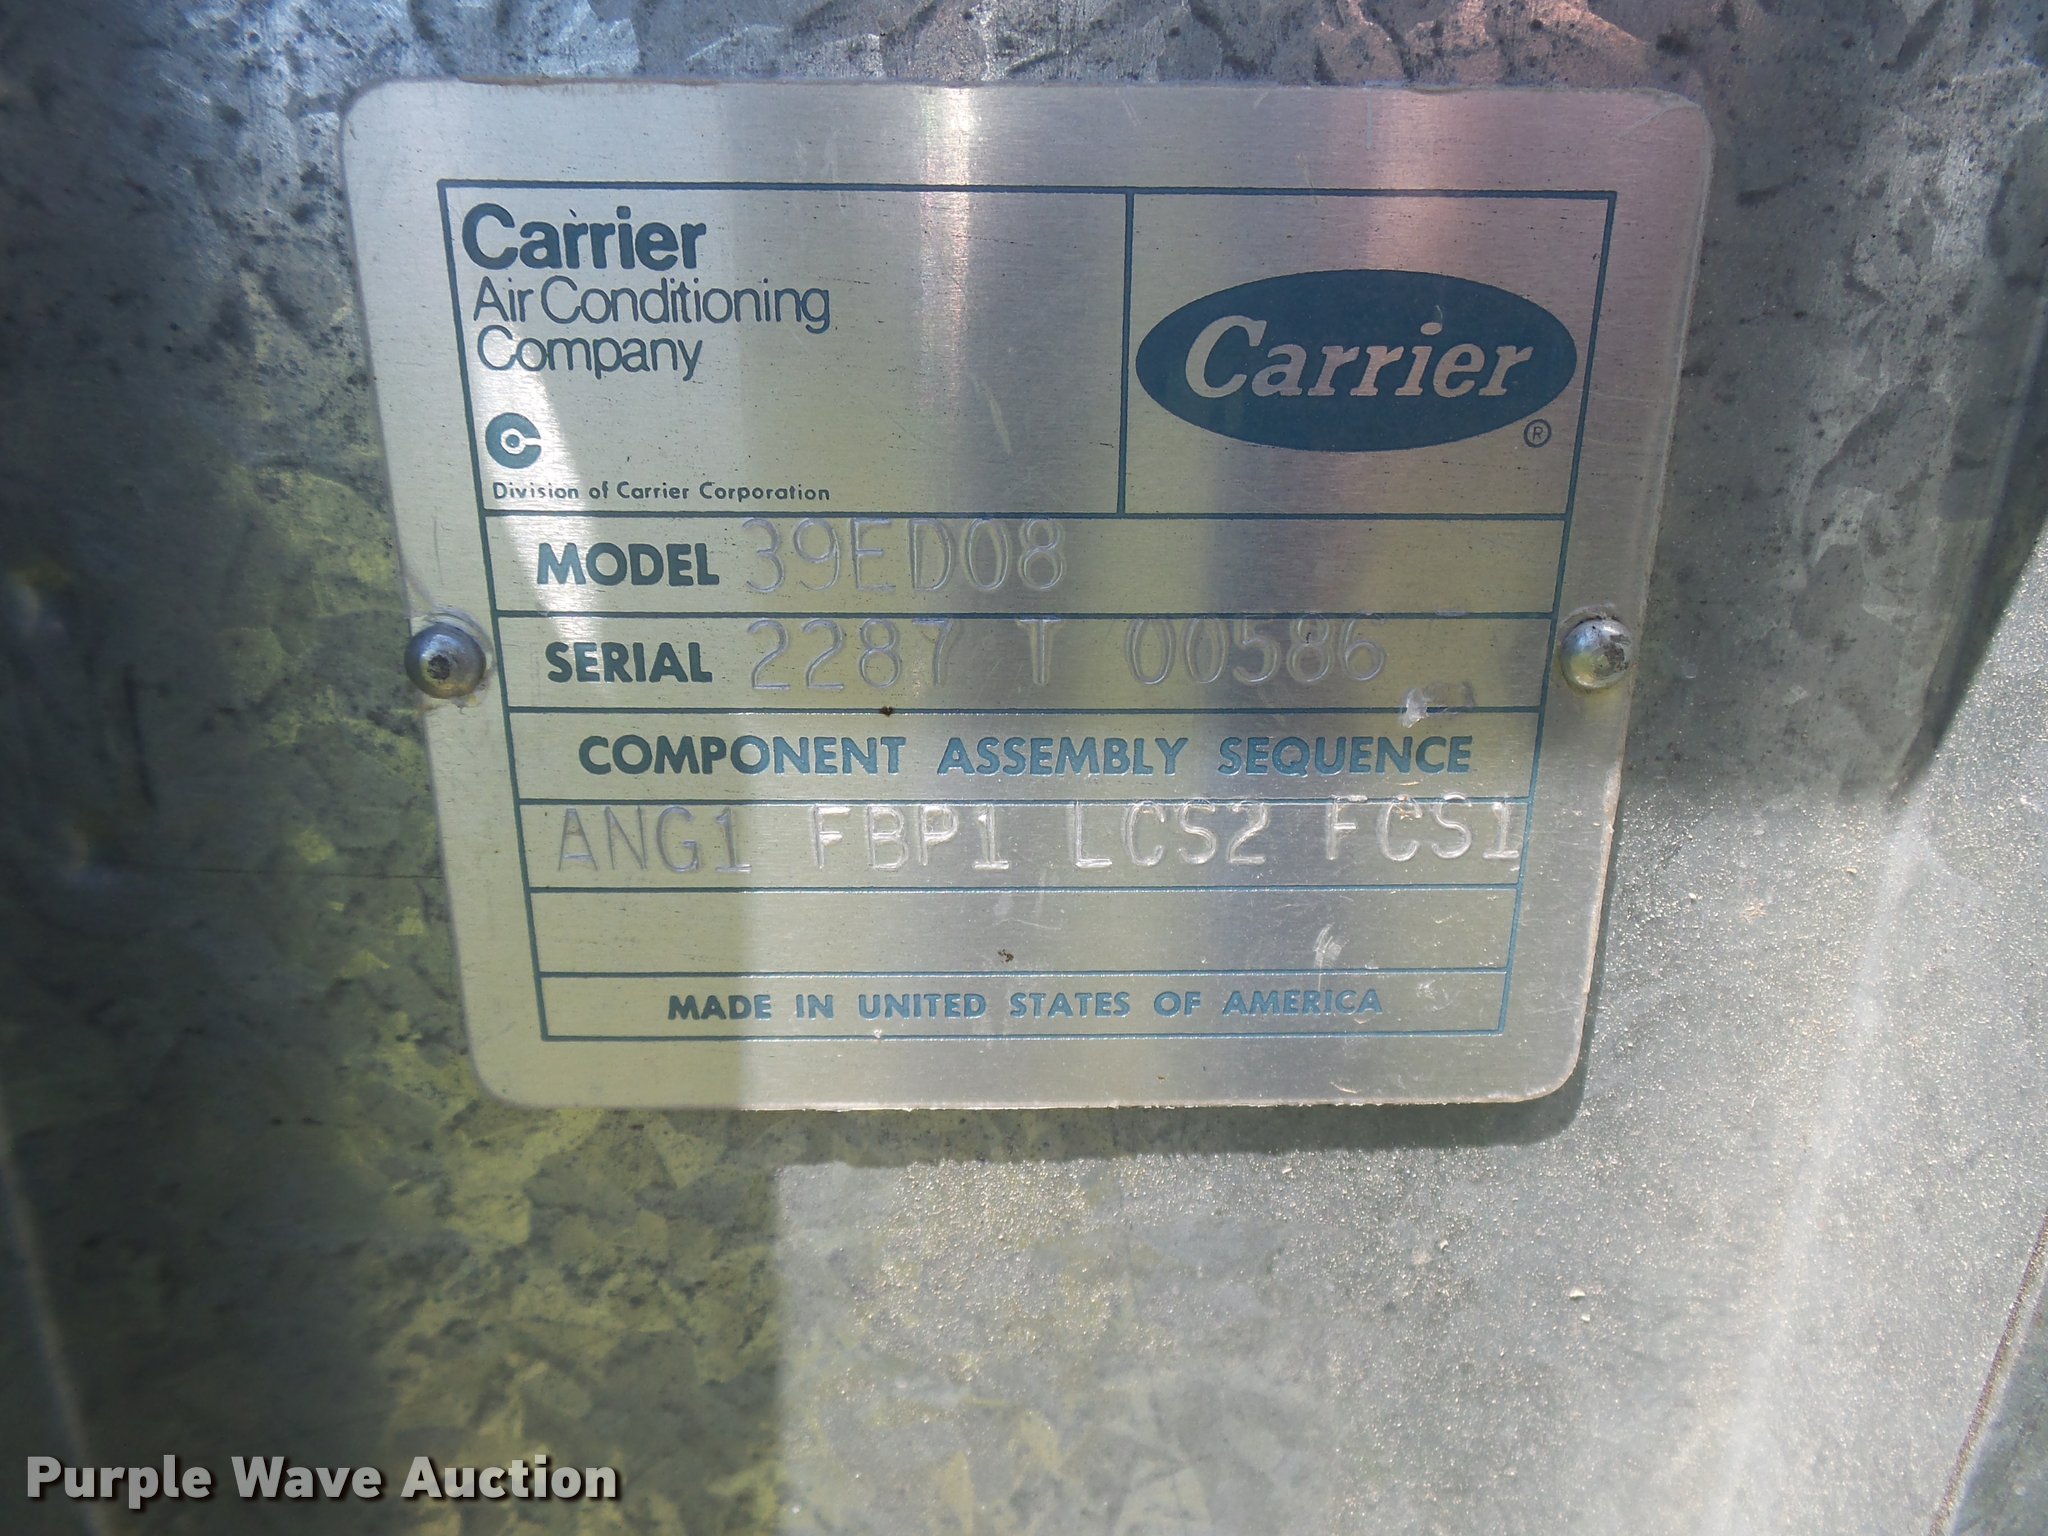 Carrier
Air Conditioning
Company
Division of Carrier Corporation
Carrier
®
MODEL 39ED08
SERIAL 2287 T 00586
COMPONENT ASSEMBLY SEQUENCE
ANG1 FBP1 LCS2 FCS1
MADE IN UNITED STATES OF AMERICA
Purple Wave Auction